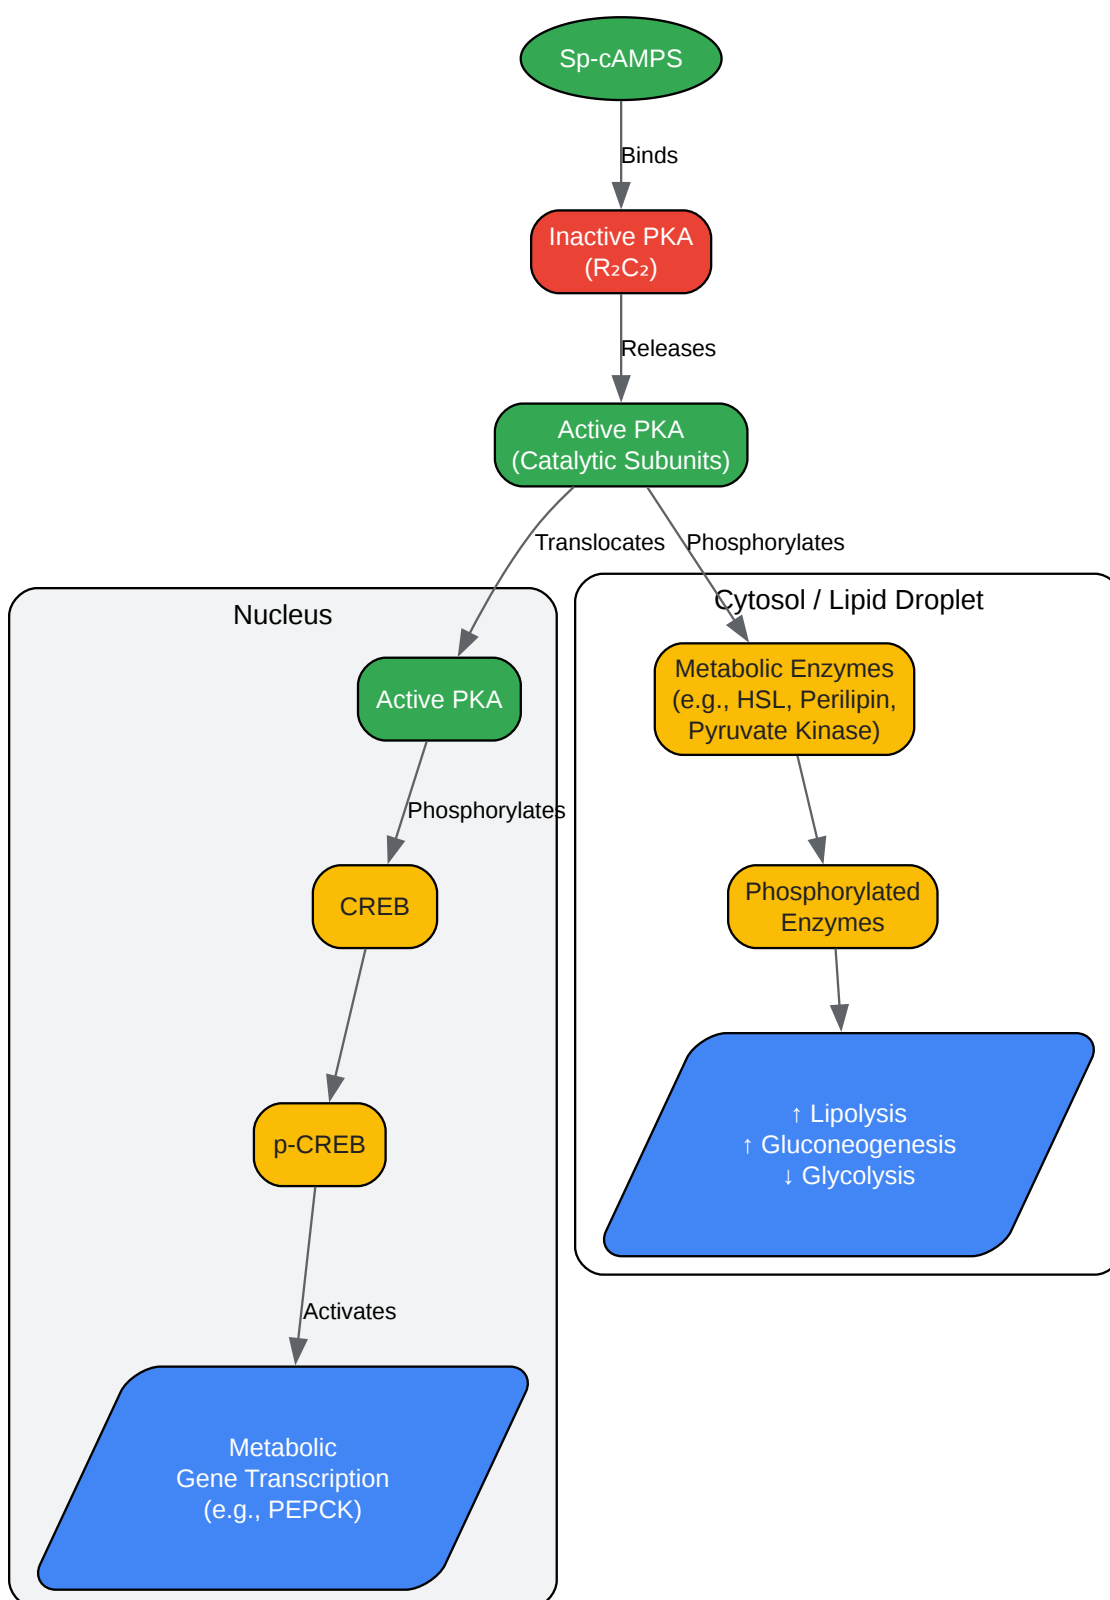 Sp-cAMPS
Binds
Inactive PKA
(R₂C₂)
Releases
Active PKA
(Catalytic Subunits)
Translocates
Phosphorylates
Nucleus
Active PKA
Phosphorylates
CREB
p-CREB
Activates
Metabolic
Gene Transcription
(e.g., PEPCK)
Cytosol / Lipid Droplet
Metabolic Enzymes
(e.g., HSL, Perilipin,
Pyruvate Kinase)
Phosphorylated
Enzymes
↑ Lipolysis
↑ Gluconeogenesis
↓ Glycolysis